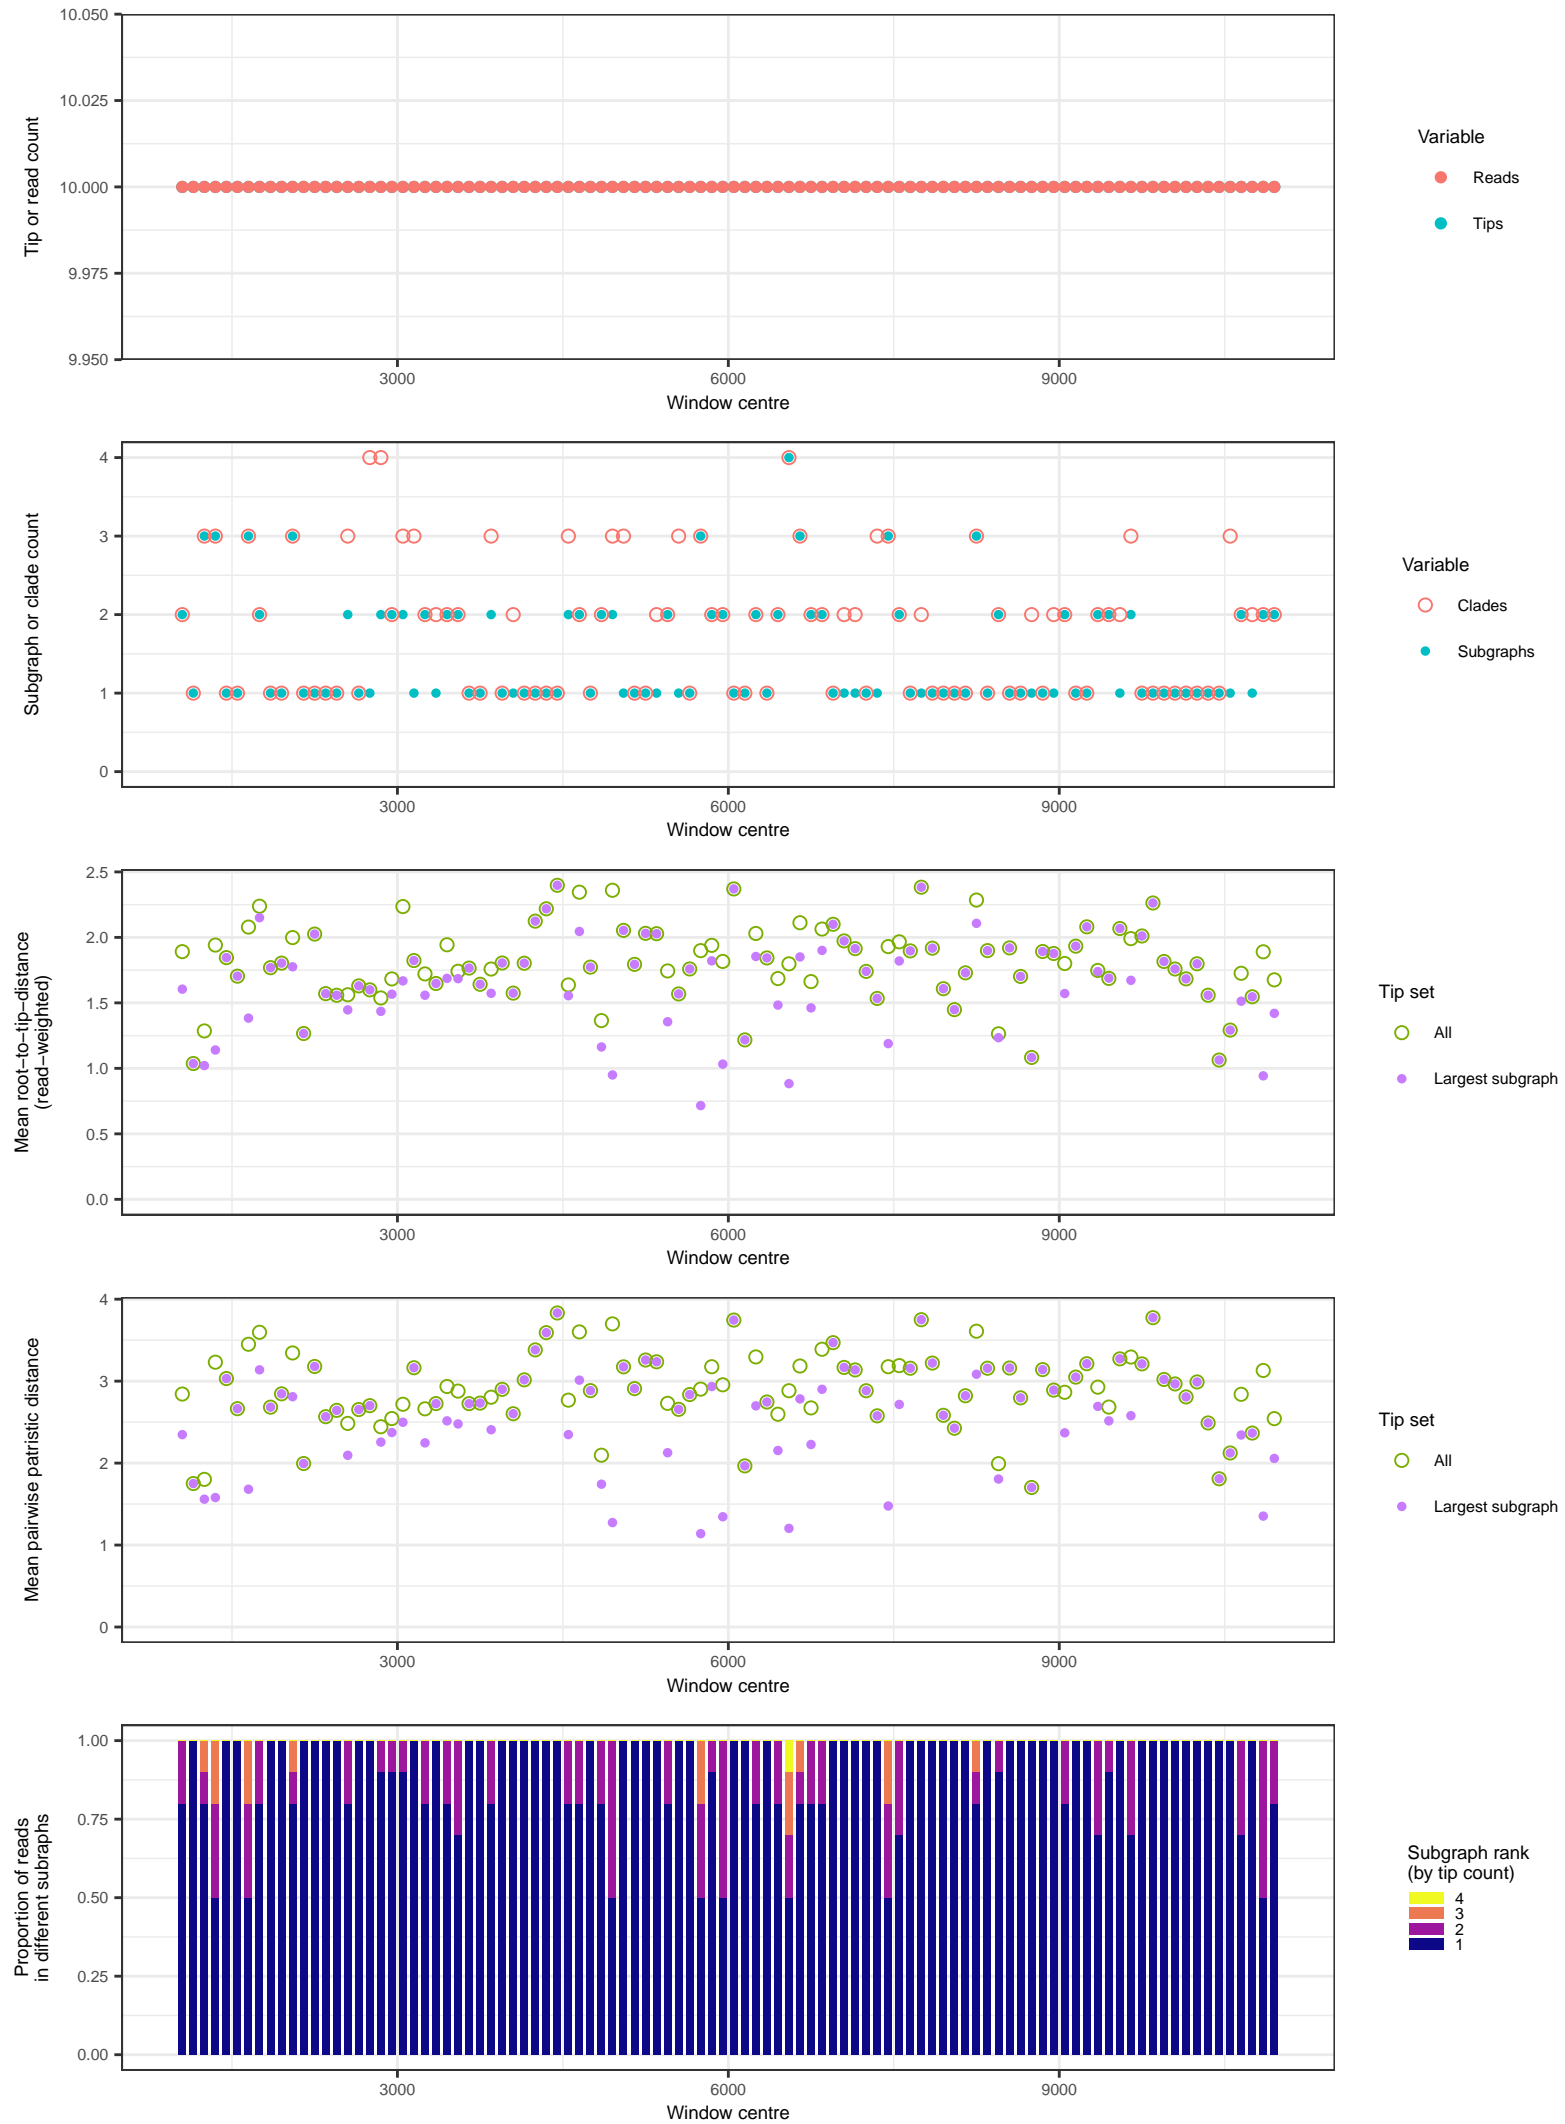 10.050
10.025
10.000
9.975
9.950
Tip or read count
3000
6000
9000
Window centre
Variable
Reads
Tips
4
3
2
1
0
Subgraph or clade count
3000
6000
9000
Window centre
Variable
Clades
Subgraphs
2.5
2.0
1.5
1.0
0.5
0.0
Mean root−to−tip−distance
(read−weighted)
3000
6000
9000
Window centre
Tip set
All
Largest subgraph
4
3
2
1
0
Mean pairwise patristic distance
3000
6000
9000
Window centre
Tip set
All
Largest subgraph
1.00
0.75
0.50
0.25
0.00
Proportion of reads
in different subraphs
3000
6000
9000
Window centre
Subgraph rank
(by tip count)
4
3
2
1